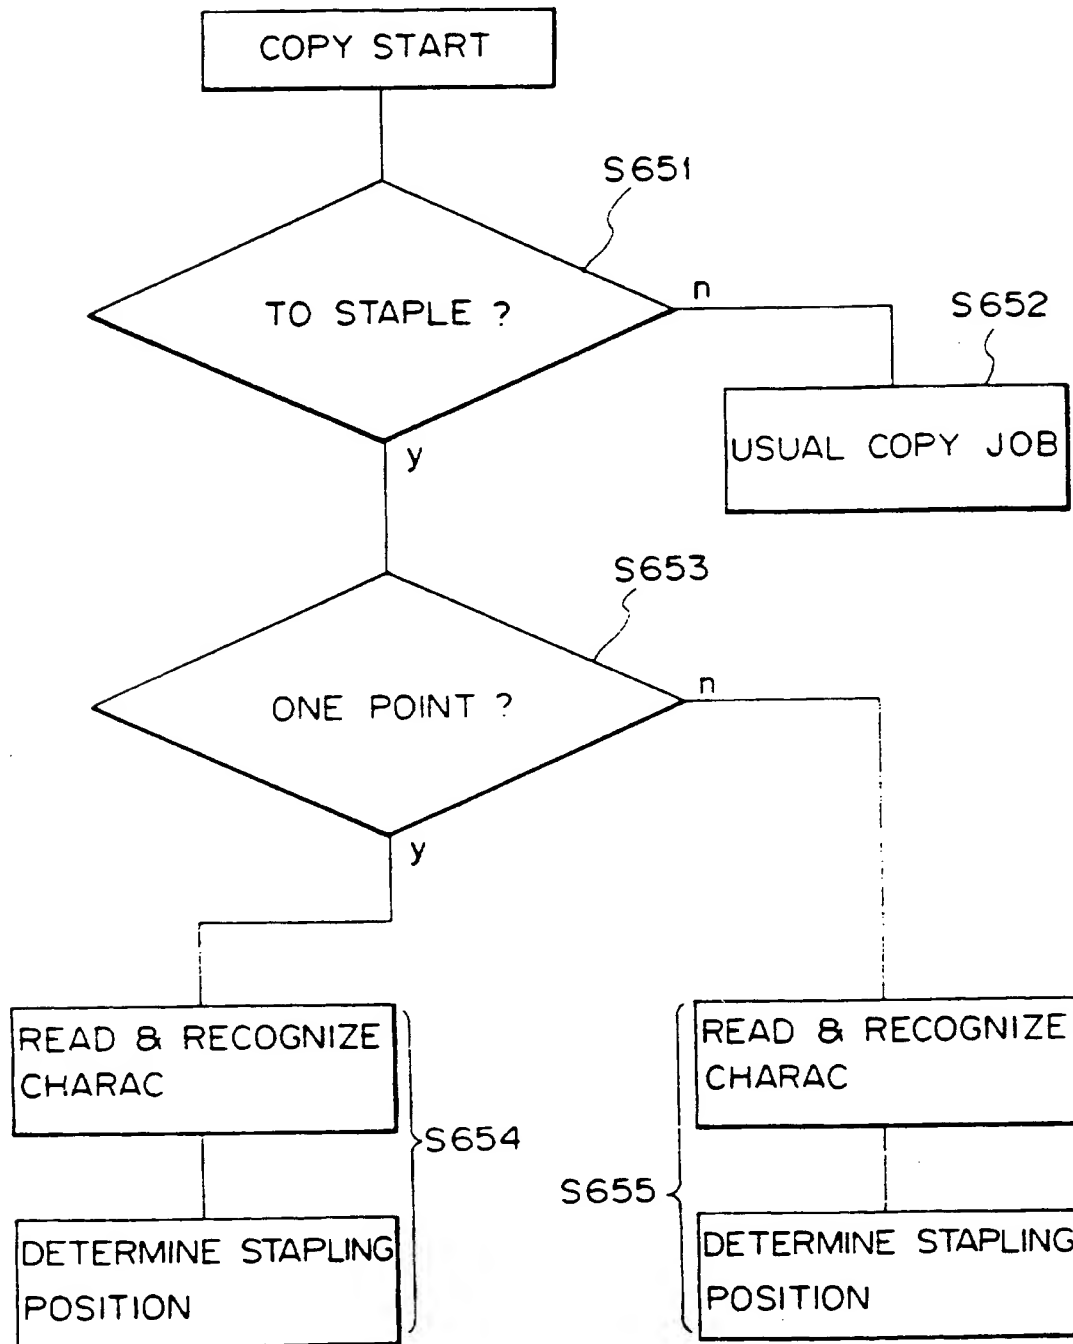 COPY START
S651
TO STAPLE ?
n
S652
USUAL COPY JOB
y
S653
ONE POINT ?
n
y
READ & RECOGNIZE
CHARAC
S654
DETERMINE STAPLING
POSITION
READ & RECOGNIZE
CHARAC
S655
DETERMINE STAPLING
POSITION